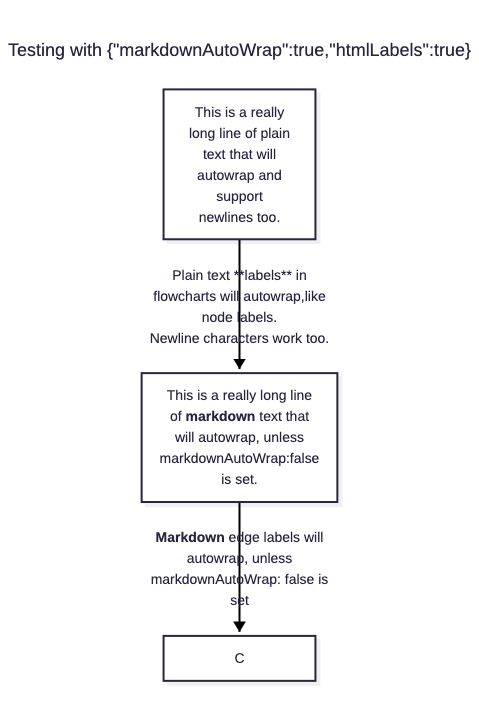 Testing with {"markdownAutoWrap":true,"htmlLabels":true}
This is a really
long line of plain
text that will
autowrap and
support
newlines too.
Plain text **labels** in
flowcharts will autowrap,like
node labels.
Newline characters work too.
This is a really long line
of markdown text that
will autowrap, unless
markdownAutoWrap:false
is set.
Markdown edge labels will
autowrap, unless
markdownAutoWrap: false is
set
C